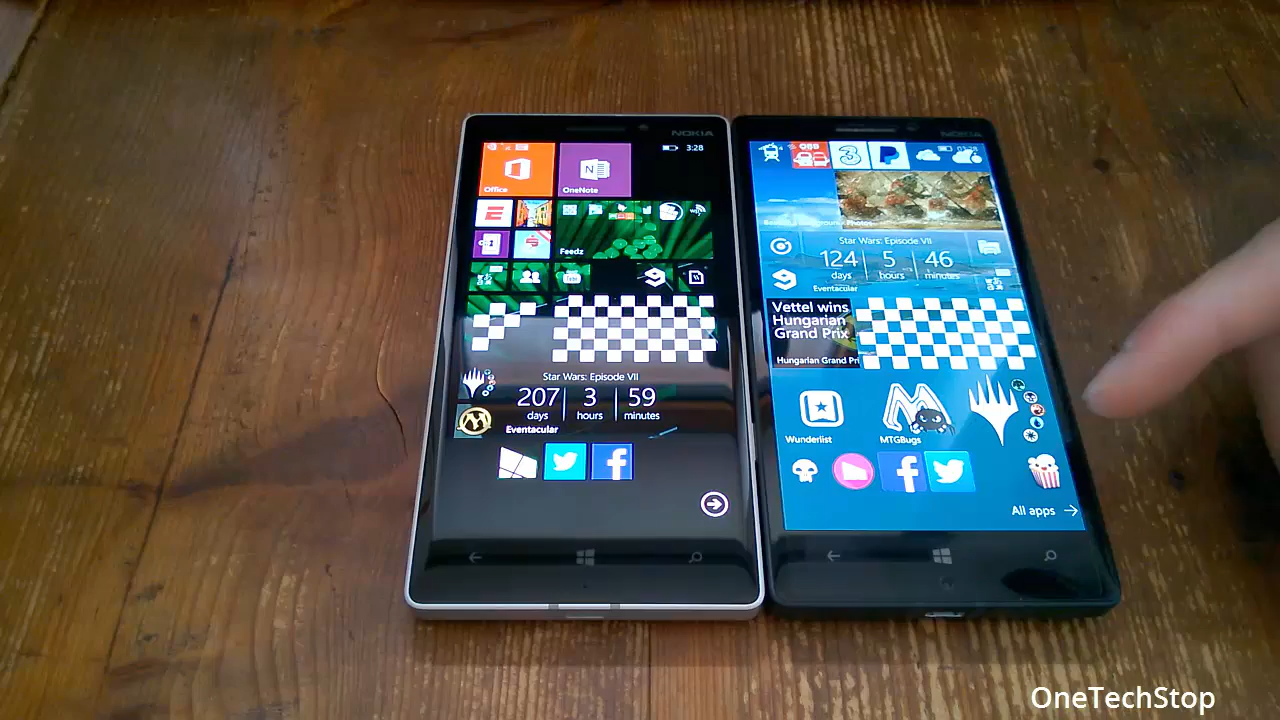 NOKIA
3:28
Office
N
OneNote
Feedz
Star Wars: Episode VII
207 3 59
days hours minutes
Eventacular
NOKIA
3
Star Wars: Episode VII
124 5 46
days hours minutes
Eventacular
Vettel wins
Hungarian
Grand Prix
Hungarian Grand Pri
Wunderlist
MTGBugs
All apps
OneTechStop